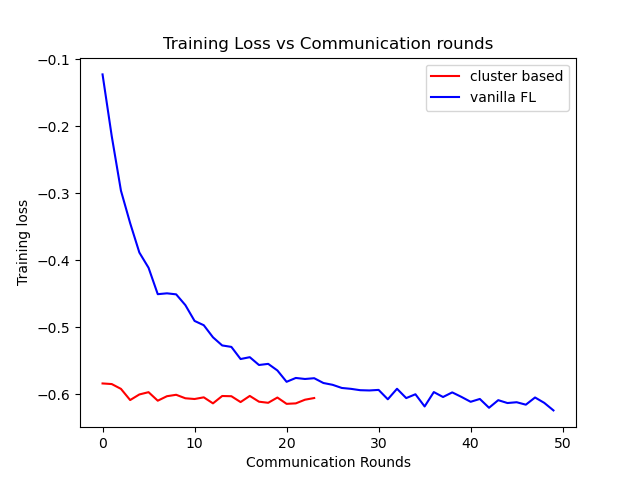 Training Loss vs Communication rounds
−0.1
−0.2
−0.3
−0.4
−0.5
−0.6
Training loss
cluster based
vanilla FL
0 10 20 30 40 50
Communication Rounds